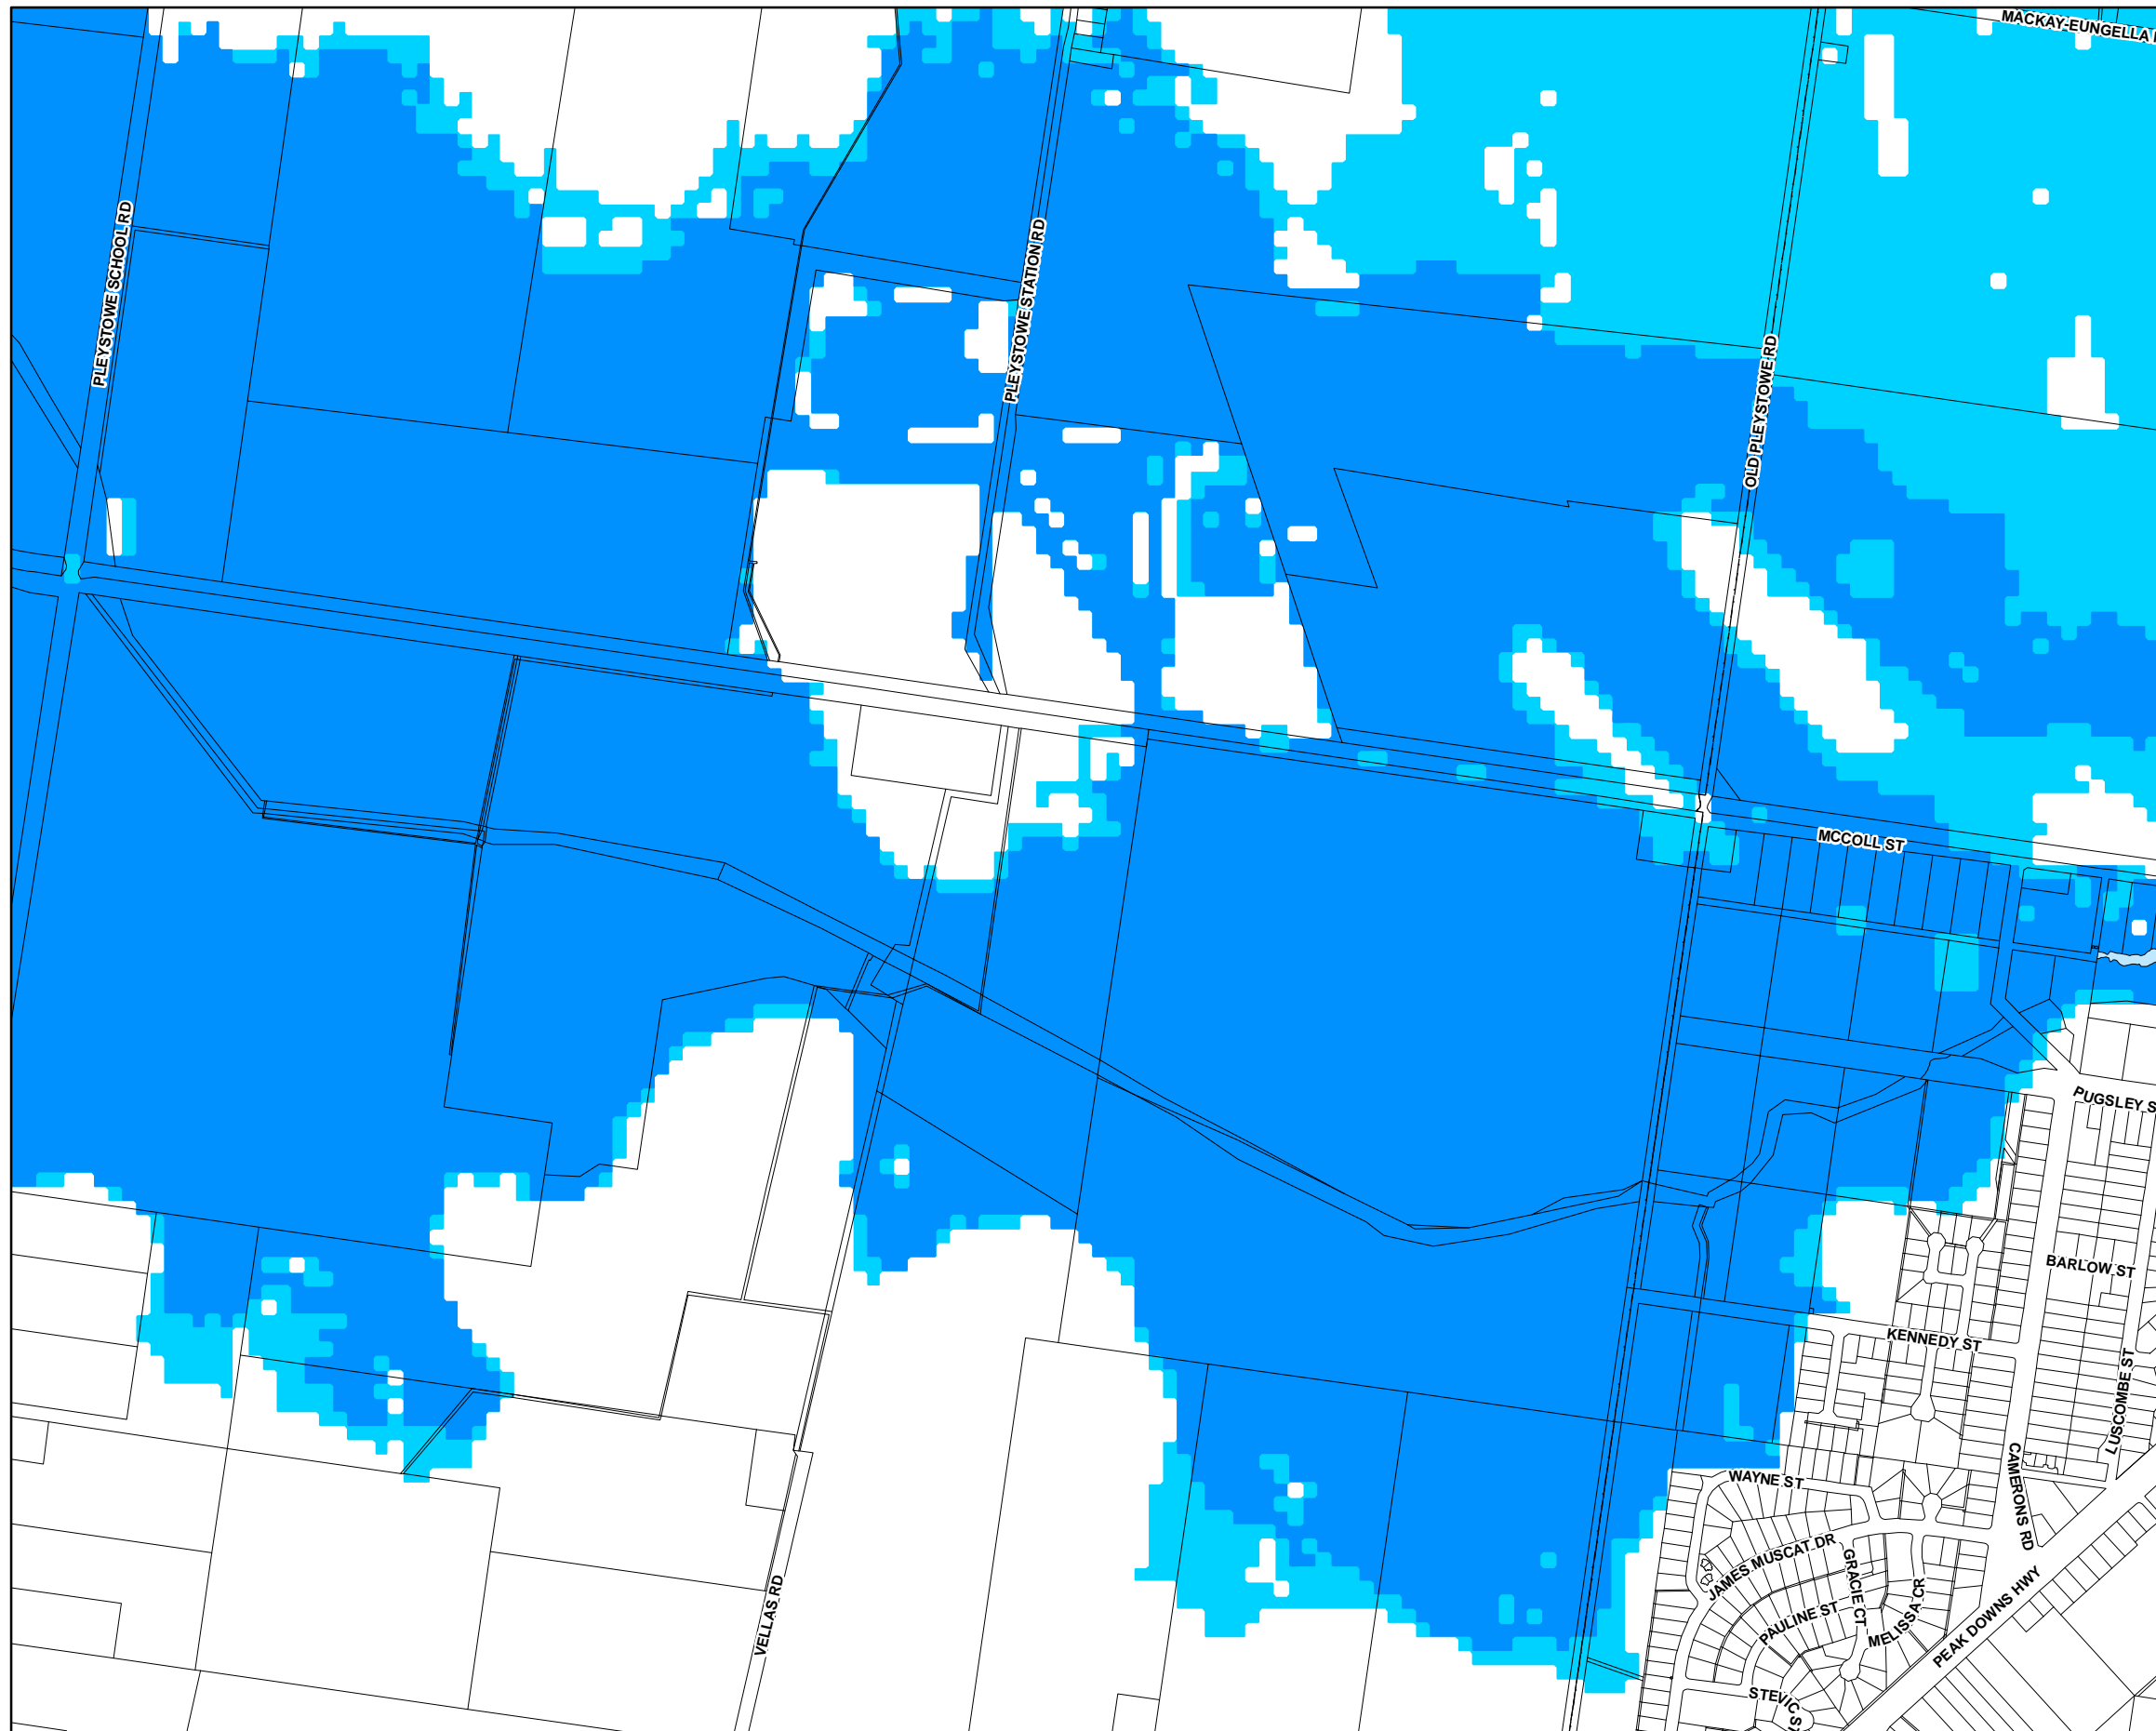 MACKAY-EUNGELLA
PLEYSTOWE SCHOOL RD
PLEYSTOWE STATION RD
OLD PLEYSTOWE RD
MCCOLL ST
PUGSLEY S
BARLOW ST
KENNEDY ST
LUSCOMBE ST
CAMERONS RD
WAYNE ST
JAMES MUSCAT DR
GRACIE CT
PAULINE ST
MELISSA CR
PEAK DOWNS HWY
VELLAS RD
STEVIC S